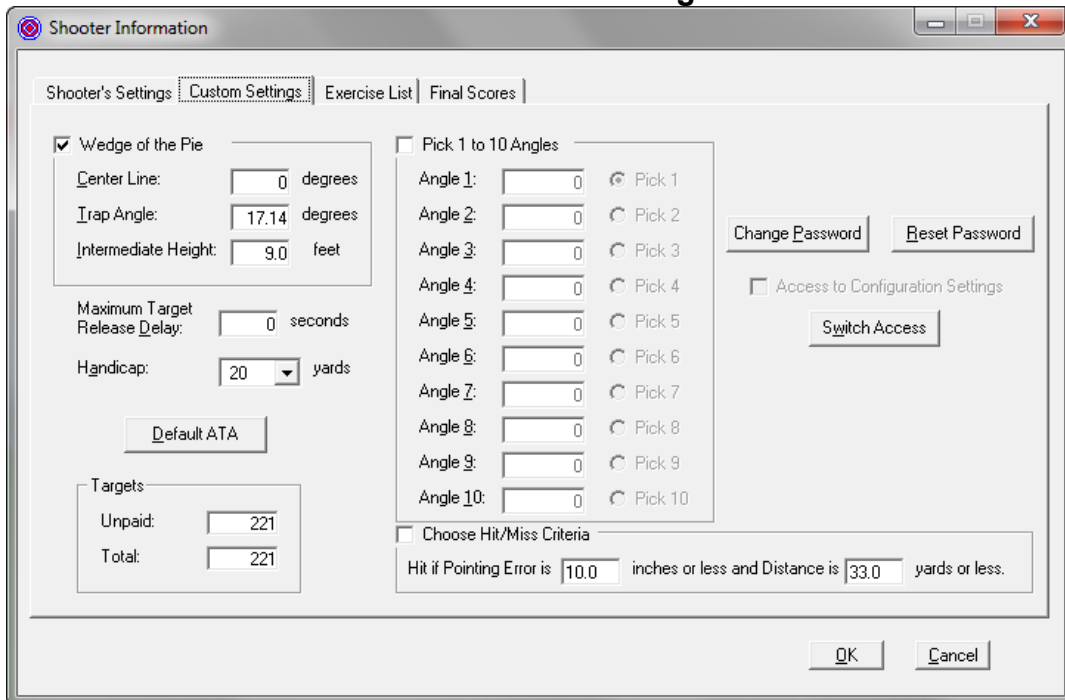 Shooter Information
Shooter's Settings Custom Settings Exercise List Final Scores
Wedge of the Pie
Center Line: 0 degrees
Trap Angle: 17.14 degrees
Intermediate Height: 9.0 feet
Maximum Target
Release Delay: 0 seconds
Handicap: 20 yards
Default ATA
Targets
Unpaid: 221
Total: 221
Pick 1 to 10 Angles
Angle 1: 0 Pick 1
Angle 2: 0 Pick 2
Angle 3: 0 Pick 3
Angle 4: 0 Pick 4
Angle 5: 0 Pick 5
Angle 6: 0 Pick 6
Angle 7: 0 Pick 7
Angle 8: 0 Pick 8
Angle 9: 0 Pick 9
Angle 10: 0 Pick 10
Choose Hit/Miss Criteria
Hit if Pointing Error is 10.0 inches or less and Distance is 33.0 yards or less.
Change Password Reset Password
Access to Configuration Settings
Switch Access
OK Cancel